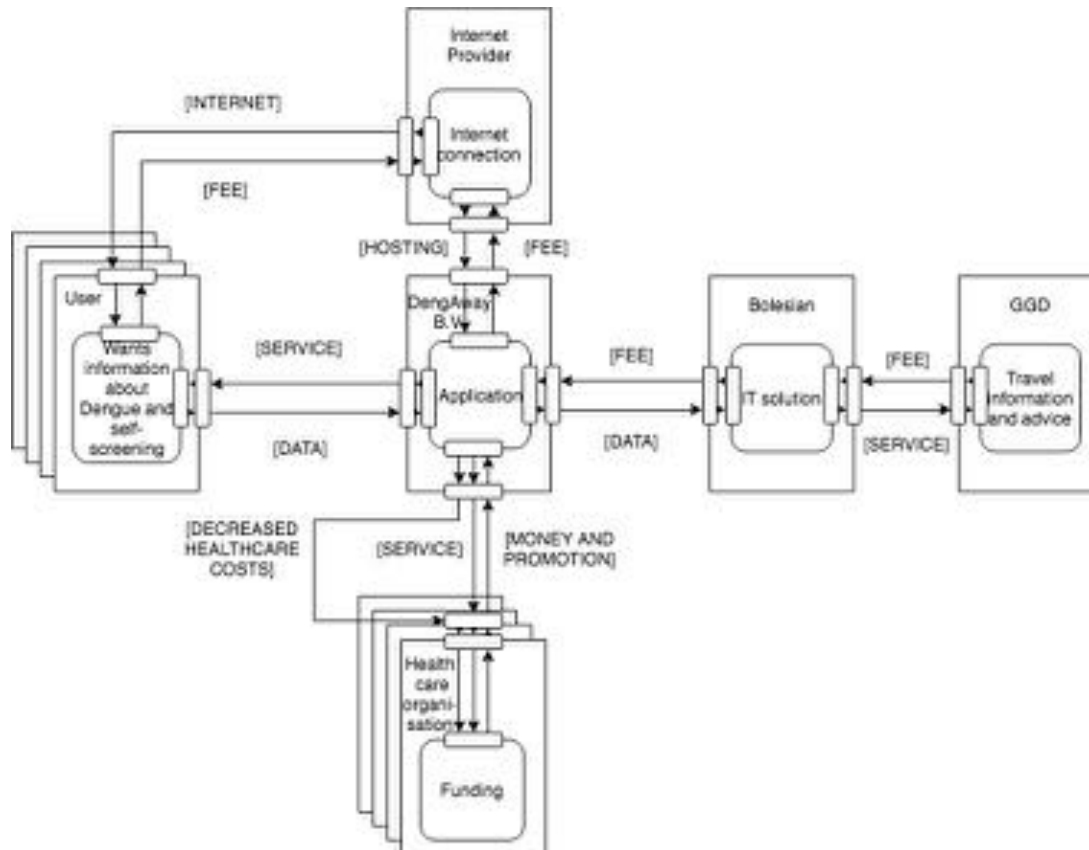 Internet
Provider
[INTERNET]
Internet
connection
[FEE]
[HOSTING]
[FEE]
User
DengAway
B.V.
Bolesian
GGD
Wants
information
about
Dengue and
self-
screening
[SERVICE]
[DATA]
Application
[FEE]
[DATA]
IT solution
[FEE]
[SERVICE]
Travel
information
and advice
[DECREASED
HEALTHCARE
COSTS]
[SERVICE]
[MONEY AND
PROMOTION]
Health
care
organi-
sation
Funding